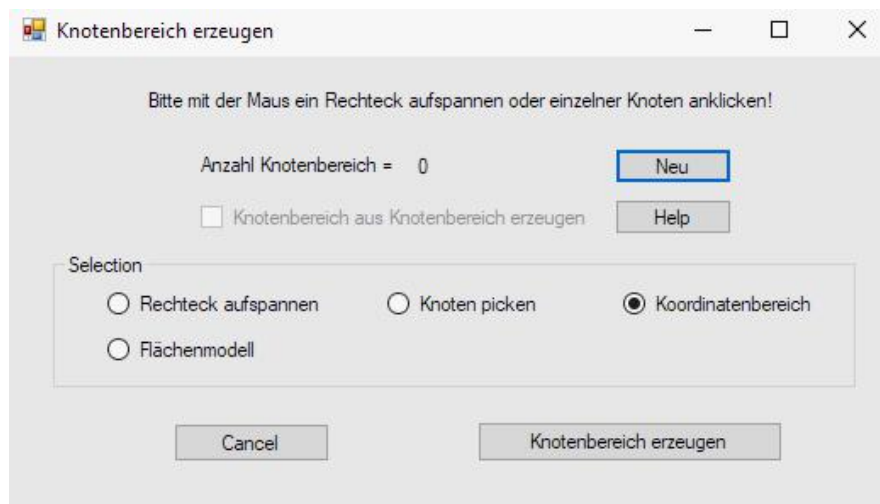 Knotenbereich erzeugen
Bitte mit der Maus ein Rechteck aufspannen oder einzelner Knoten anklicken!
Anzahl Knotenbereich = 0 Neu
Knotenbereich aus Knotenbereich erzeugen Help
Selection
Rechteck aufspannen Knoten picken Koordinatenbereich
Flächenmodell
Cancel Knotenbereich erzeugen